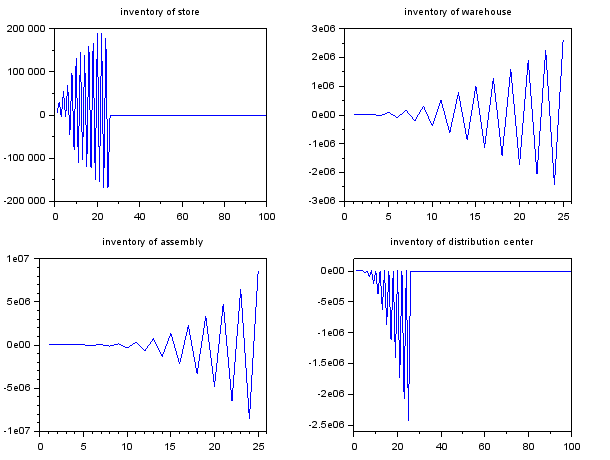 inventory of store
200 000
100 000
0
-100 000
-200 000
0 20 40 60 80 100
inventory of warehouse
3e06
2e06
1e06
0e00
-1e06
-2e06
-3e06
0 5 10 15 20 25
inventory of assembly
1e07
5e06
0e00
-5e06
-1e07
0 5 10 15 20 25
inventory of distribution center
0e00
-5e05
-1e06
-1.5e06
-2e06
-2.5e06
0 20 40 60 80 100